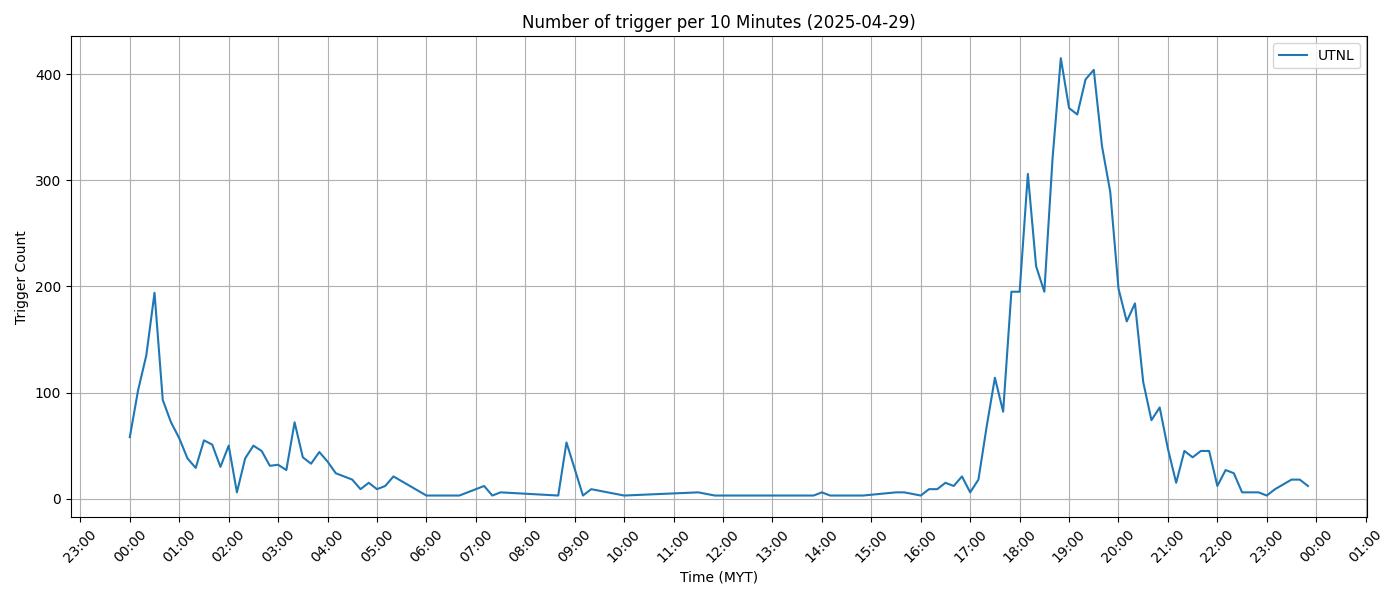 Number of trigger per 10 Minutes (2025-04-29)
UTNL
Trigger Count
400
300
200
100
0
23:00 00:00 01:00 02:00 03:00 04:00 05:00 06:00 07:00 08:00 09:00 10:00 11:00 12:00 13:00 14:00 15:00 16:00 17:00 18:00 19:00 20:00 21:00 22:00 23:00 00:00 01:00
Time (MYT)